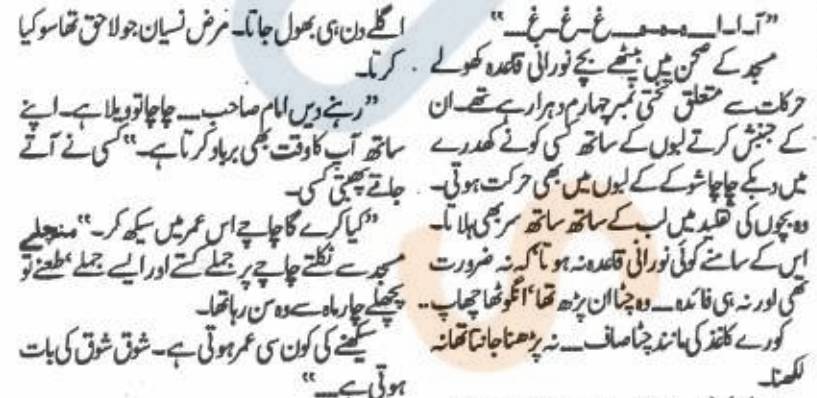 ”آ۔ا۔ا۔۔۔۔ہ۔ہ۔ہ۔۔۔۔غ۔غ۔غ۔۔۔۔“
مسجد کے صحن میں بیٹھے بچے نورانی قاعدہ کھولے
حرکات سے متعلق تختی نمبر چہارم دہرا رہے تھے۔ ان
کے جنبش کرتے لبوں کے ساتھ کسی کونے کھدرے
میں دبکے چاچا شوکے کے لبوں میں بھی حرکت ہوتی۔
وہ بچوں کی تقلید میں لب کے ساتھ ساتھ سر بھی ہلاتا۔
اس کے سامنے کوئی نورانی قاعدہ نہ ہوتا‘ کہ نہ ضرورت
تھی اور نہ ہی فائدہ۔۔۔ وہ چٹا ان پڑھ تھا‘ انگوٹھا چھاپ۔۔
کورے کاغذ کی مانند چٹا صاف۔۔۔ نہ پڑھنا جانتا تھا نہ
لکھنا۔
اگلے دن ہی بھول جاتا۔ مرض نسیان جو لاحق تھا سو کیا
کرتا۔
”رہنے دیں امام صاحب۔۔۔ چاچا تو ویلا ہے۔ اپنے
ساتھ آپ کا وقت بھی برباد کرتا ہے۔“ کسی نے آتے
جاتے پھبتی کسی۔
”کیا کرے گا چاچے اس عمر میں سیکھ کر۔“ منچلے
مسجد سے نکلتے چاچے پر جملے کستے اور ایسے جملے‘ طعنے تو
پچھلے چار ماہ سے وہ سن رہا تھا۔
سیکھنے کی کون سی عمر ہوتی ہے۔ شوق شوق کی بات
ہوتی ہے۔۔۔“